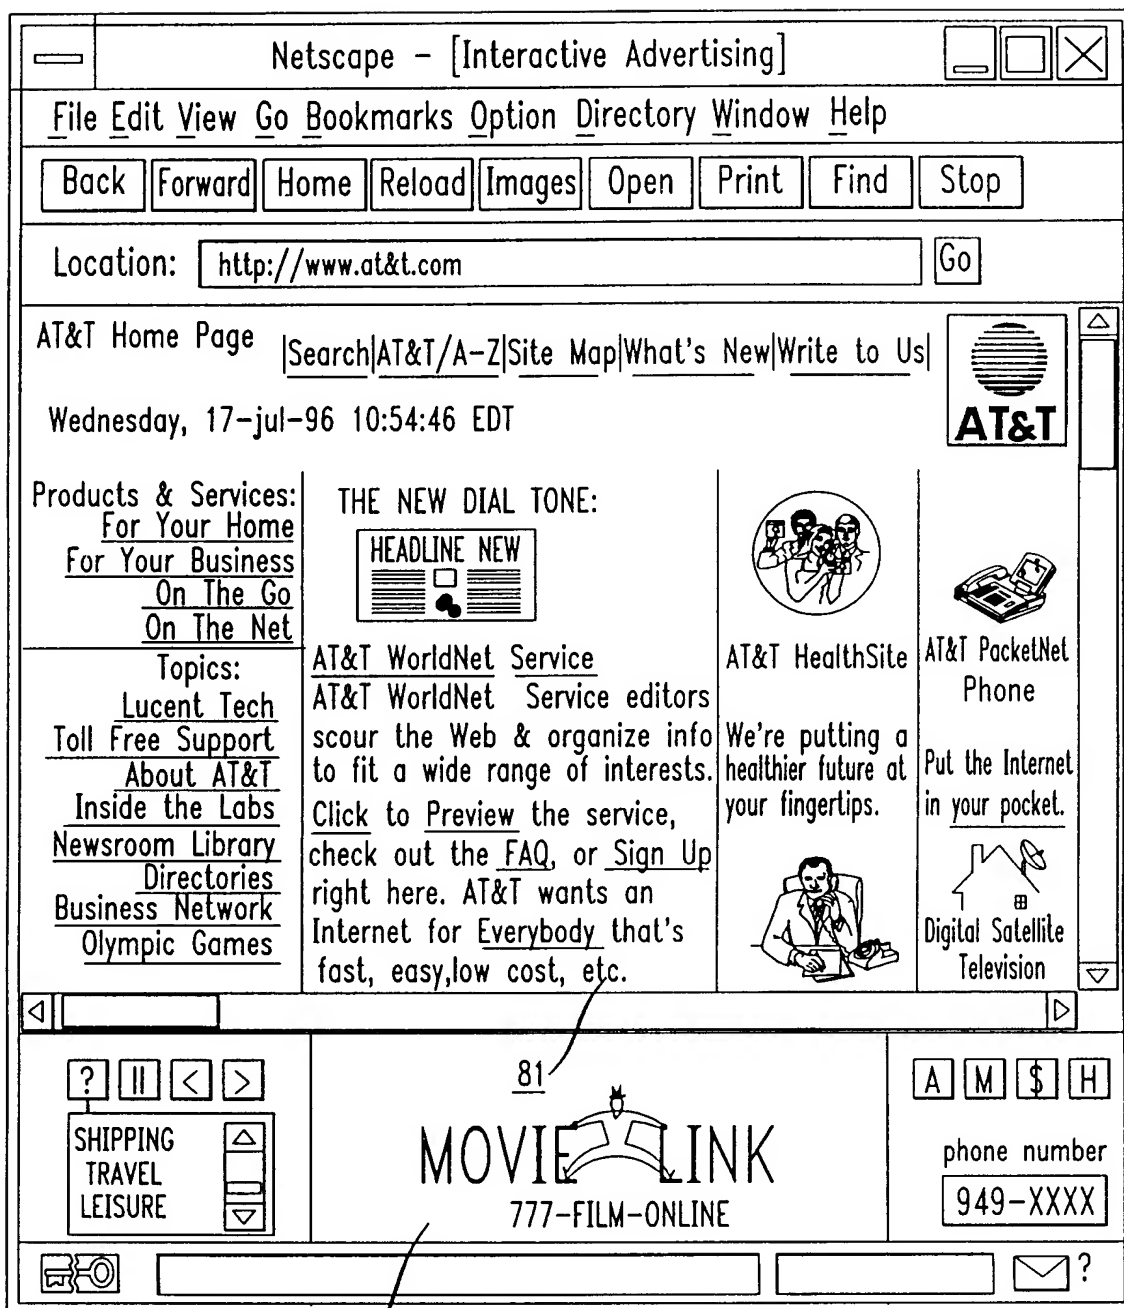 Netscape – [Interactive Advertising]
File Edit View Go Bookmarks Option Directory Window Help
Back Forward Home Reload Images Open Print Find Stop
Location: http://www.at&t.com Go
AT&T Home Page |Search|AT&T/A-Z|Site Map|What's New|Write to Us|
AT&T
Wednesday, 17-jul-96 10:54:46 EDT
Products & Services:
For Your Home
For Your Business
On The Go
On The Net
Topics:
Lucent Tech
Toll Free Support
About AT&T
Inside the Labs
Newsroom Library
Directories
Business Network
Olympic Games
THE NEW DIAL TONE:
HEADLINE NEW
AT&T WorldNet Service
AT&T WorldNet Service editors
scour the Web & organize info
to fit a wide range of interests.
Click to Preview the service,
check out the FAQ, or Sign Up
right here. AT&T wants an
Internet for Everybody that's
fast, easy,low cost, etc.
AT&T HealthSite
We're putting a
healthier future at
your fingertips.
AT&T PacketNet
Phone
Put the Internet
in your pocket.
Digital Satellite
Television
? || < >
SHIPPING
TRAVEL
LEISURE
81
MOVIE LINK
777-FILM-ONLINE
A M $ H
phone number
949-XXXX
?